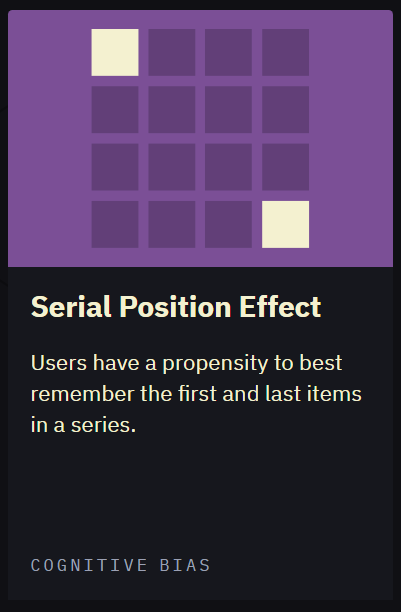 Serial Position Effect
Users have a propensity to best
remember the first and last items
in a series.
COGNITIVE BIAS